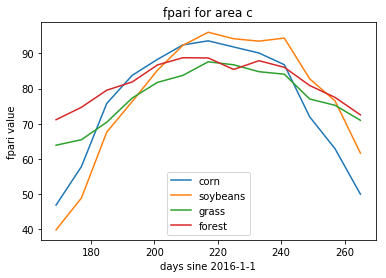 fpari for area c
fparı value
90
80
70
60
50
40
corn
soybeans
grass
forest
180
200
220
240
260
days sine 2016-1-1